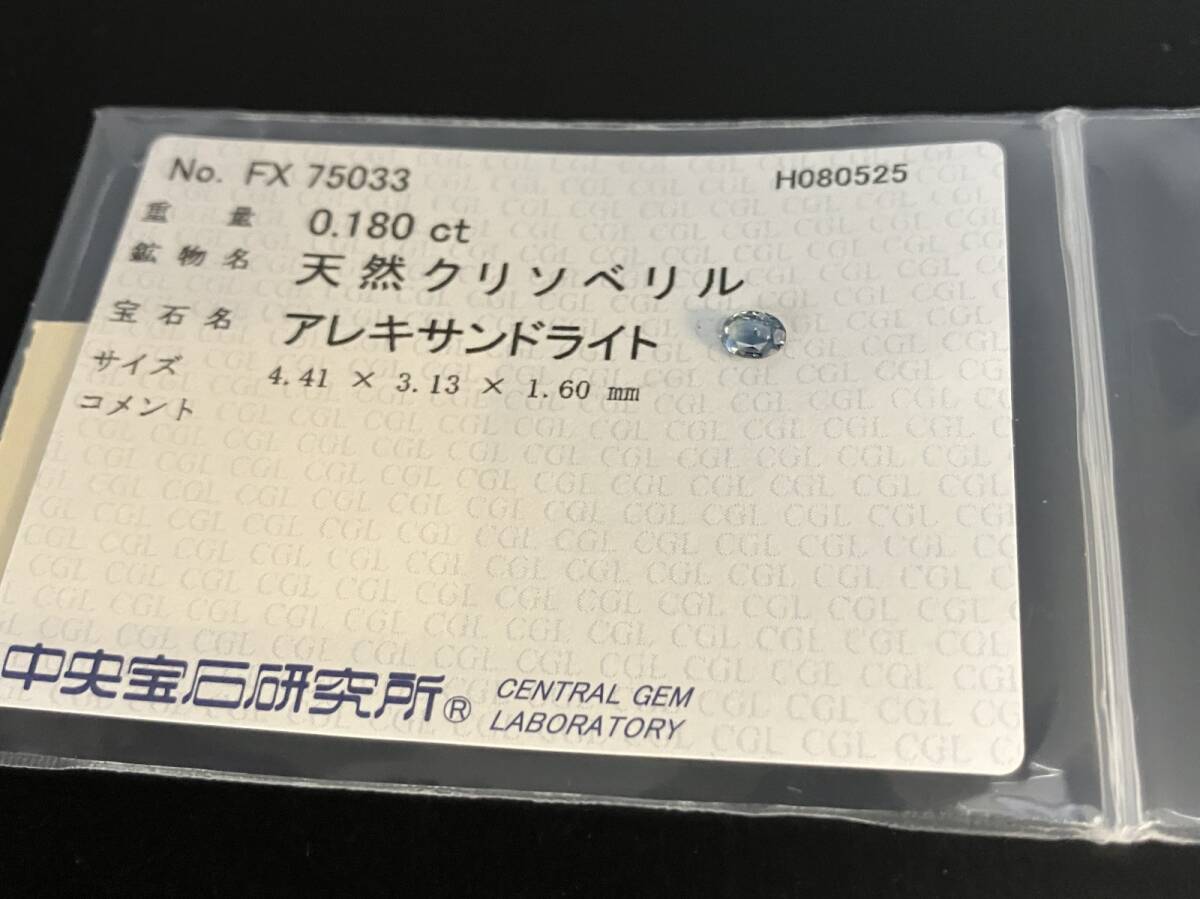 No. FX 75033 H080525
重量 0.180 ct
鉱物名 天然クリソベリル
宝石名 アレキサンドライト
サイズ 4.41 × 3.13 × 1.60 mm
コメント
中央宝石研究所® CENTRAL GEM
LABORATORY